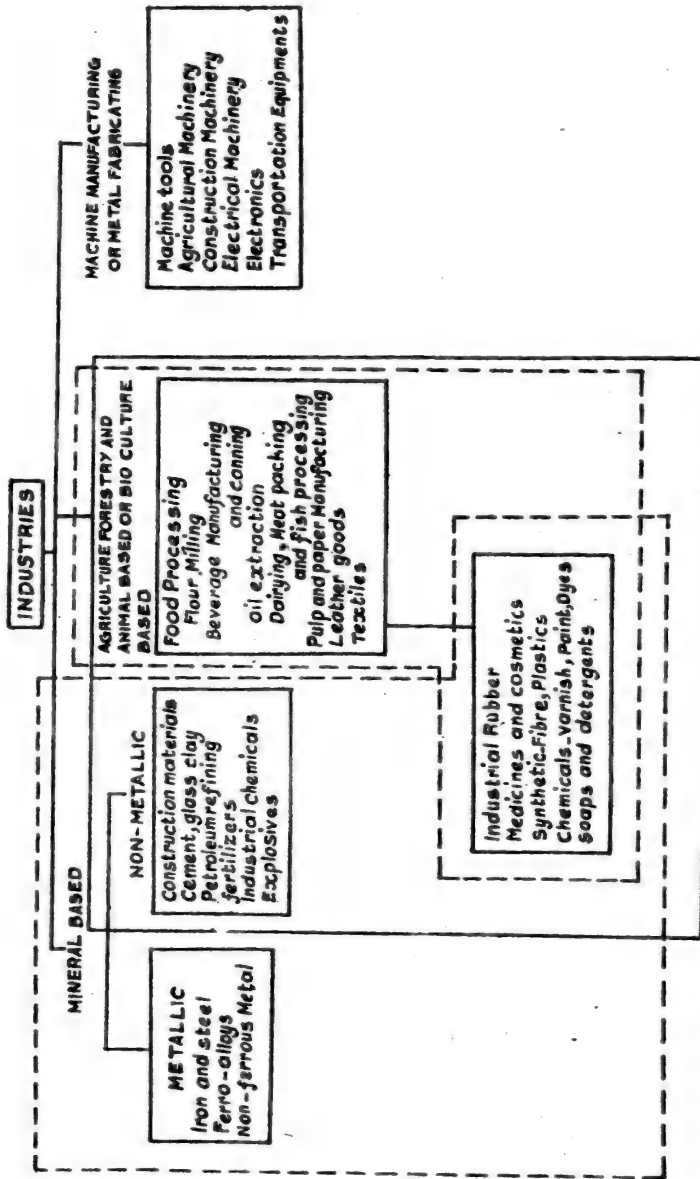 INDUSTRIES
MINERAL BASED
METALLIC
Iron and steel
Ferro-alloys
Non-ferrous Metal
NON-METALLIC
Construction materials
Cement, glass clay
Petroleum refining
fertilizers
Industrial Chemicals
Explosives
AGRICULTURE FORESTRY AND
ANIMAL BASED OR BIO CULTURE
BASED
Food Processing
Flour Milling
Beverage Manufacturing
and canning
oil extraction
Dairying, Meat packing
and fish processing
Pulp and paper Manufacturing
Leather goods
Textiles
Industrial Rubber
Medicines and cosmetics
Synthetic-Fibre, Plastics
Chemicals-varnish, Paint, Dyes
soaps and detergents
MACHINE MANUFACTURING
OR METAL FABRICATING
Machine tools
Agricultural Machinery
Construction Machinery
Electrical Machinery
Electronics
Transportation Equipments